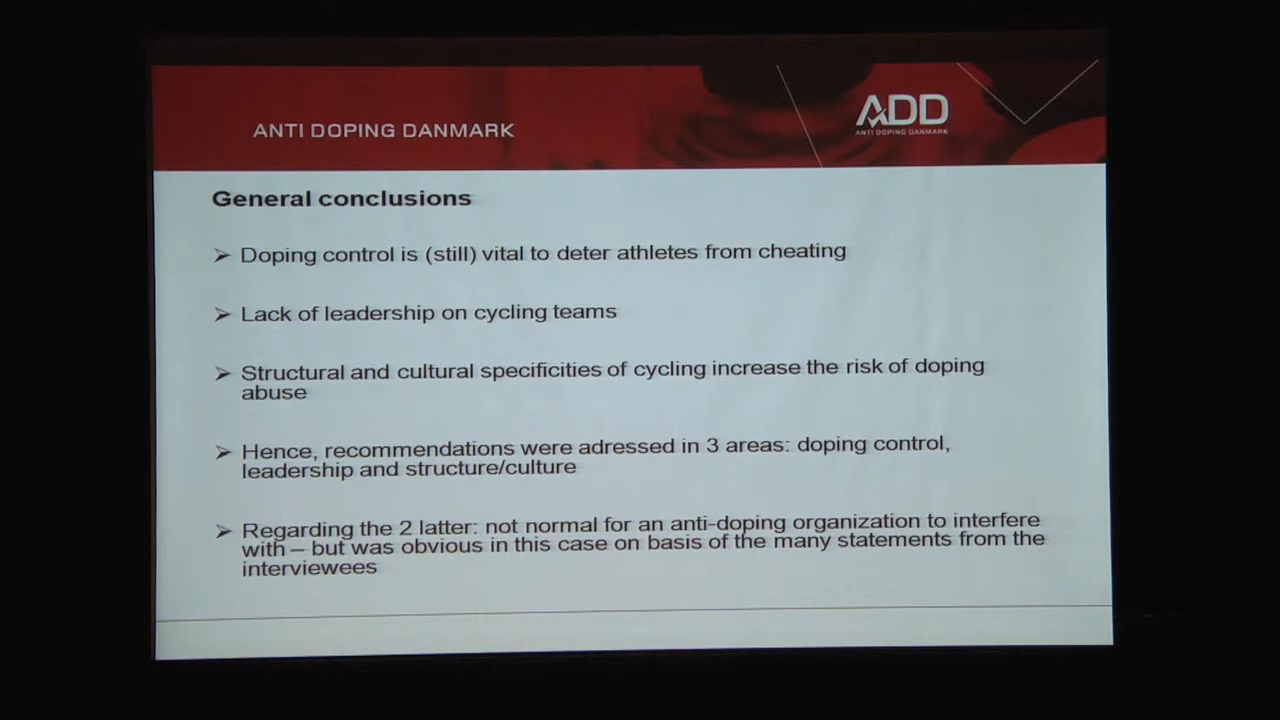 ANTI DOPING DANMARK
ADD
ANTI DOPING DANMARK
General conclusions
➢ Doping control is (still) vital to deter athletes from cheating
➢ Lack of leadership on cycling teams
➢ Structural and cultural specificities of cycling increase the risk of doping
abuse
➢ Hence, recommendations were adressed in 3 areas: doping control,
leadership and structure/culture
➢ Regarding the 2 latter: not normal for an anti-doping organization to interfere
with – but was obvious in this case on basis of the many statements from the
interviewees